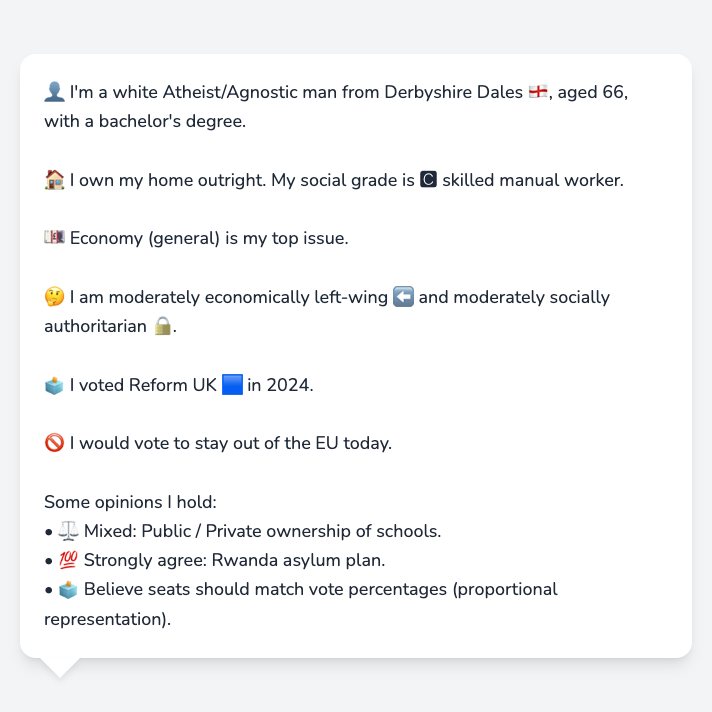 👤 I'm a white Atheist/Agnostic man from Derbyshire Dales 🏴󠁧󠁢󠁥󠁮󠁧󠁿, aged 66,
with a bachelor's degree.
🏠 I own my home outright. My social grade is 🅲 skilled manual worker.
💷 Economy (general) is my top issue.
🤔 I am moderately economically left-wing ⬅️ and moderately socially
authoritarian 🔒.
🗳️ I voted Reform UK 🟦 in 2024.
🚫 I would vote to stay out of the EU today.
Some opinions I hold:
• ⚖️ Mixed: Public / Private ownership of schools.
• 💯 Strongly agree: Rwanda asylum plan.
• 🗳️ Believe seats should match vote percentages (proportional
representation).